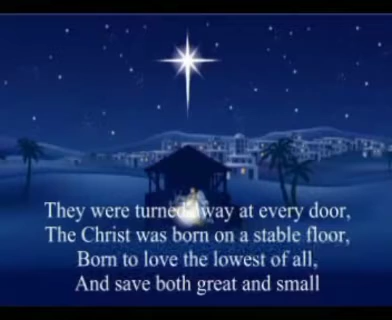 They were turned away at every door,
The Christ was born on a stable floor,
Born to love the lowest of all,
And save both great and small